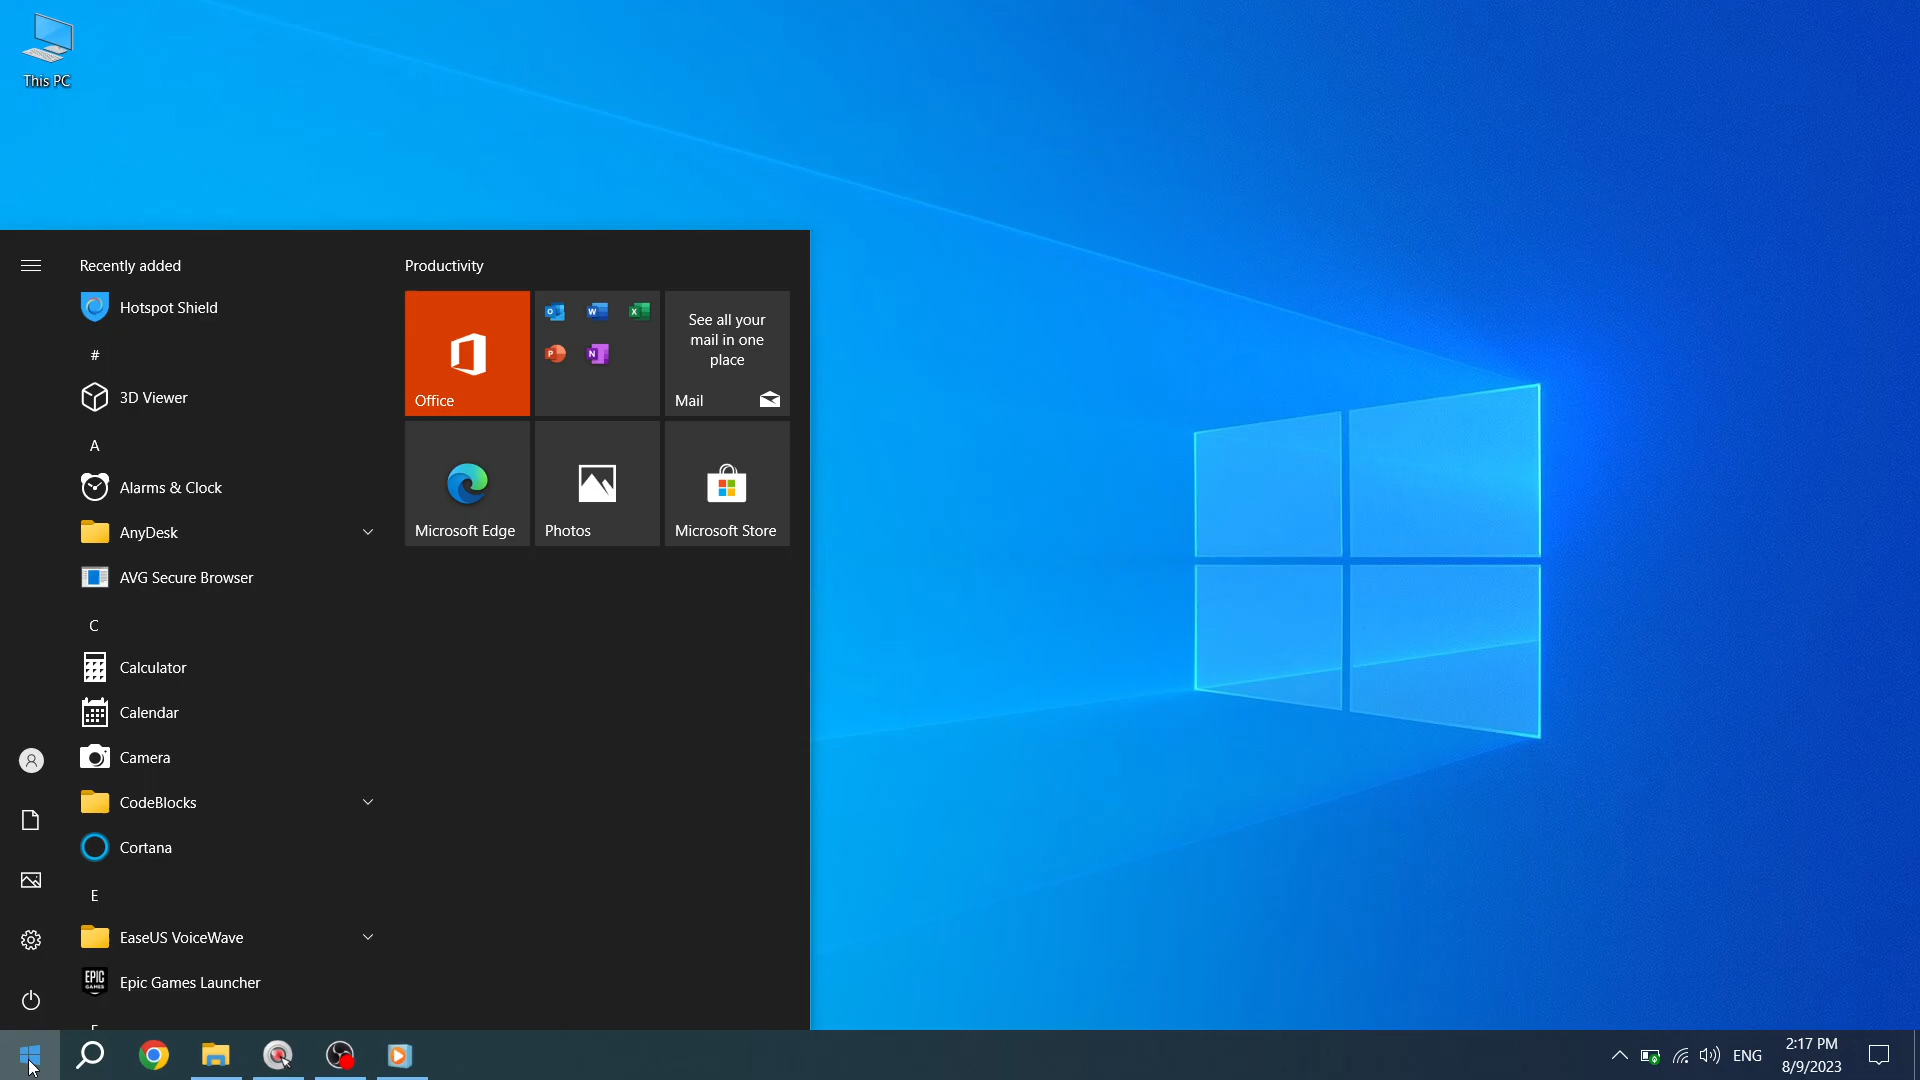 This PC
Recently added
Hotspot Shield
#
3D Viewer
A
Alarms & Clock
AnyDesk
AVG Secure Browser
C
Calculator
Calendar
Camera
CodeBlocks
Cortana
E
EaseUS VoiceWave
EPIC
GAMES
Epic Games Launcher
Productivity
Office
O
W
X
P
N
See all your
mail in one
place
Mail
Microsoft Edge
Photos
Microsoft Store
ENG
2:17 PM
8/9/2023